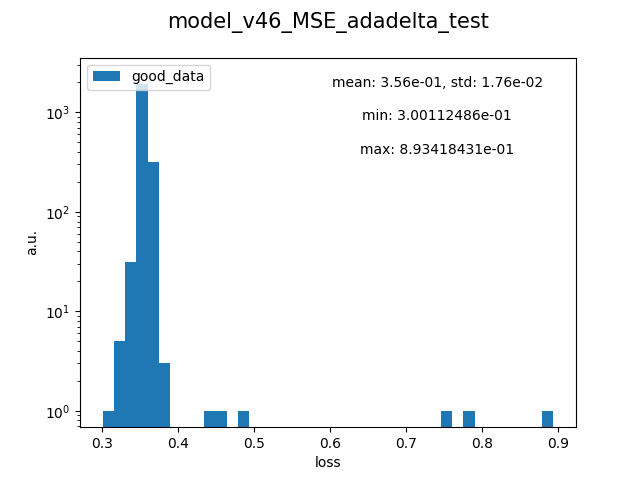 model_v46_MSE_adadelta_test
good_data
mean: 3.56e-01, std: 1.76e-02
min: 3.00112486e-01
max: 8.93418431e-01
a.u.
10³
10²
10¹
10⁰
0.3 0.4 0.5 0.6 0.7 0.8 0.9
loss